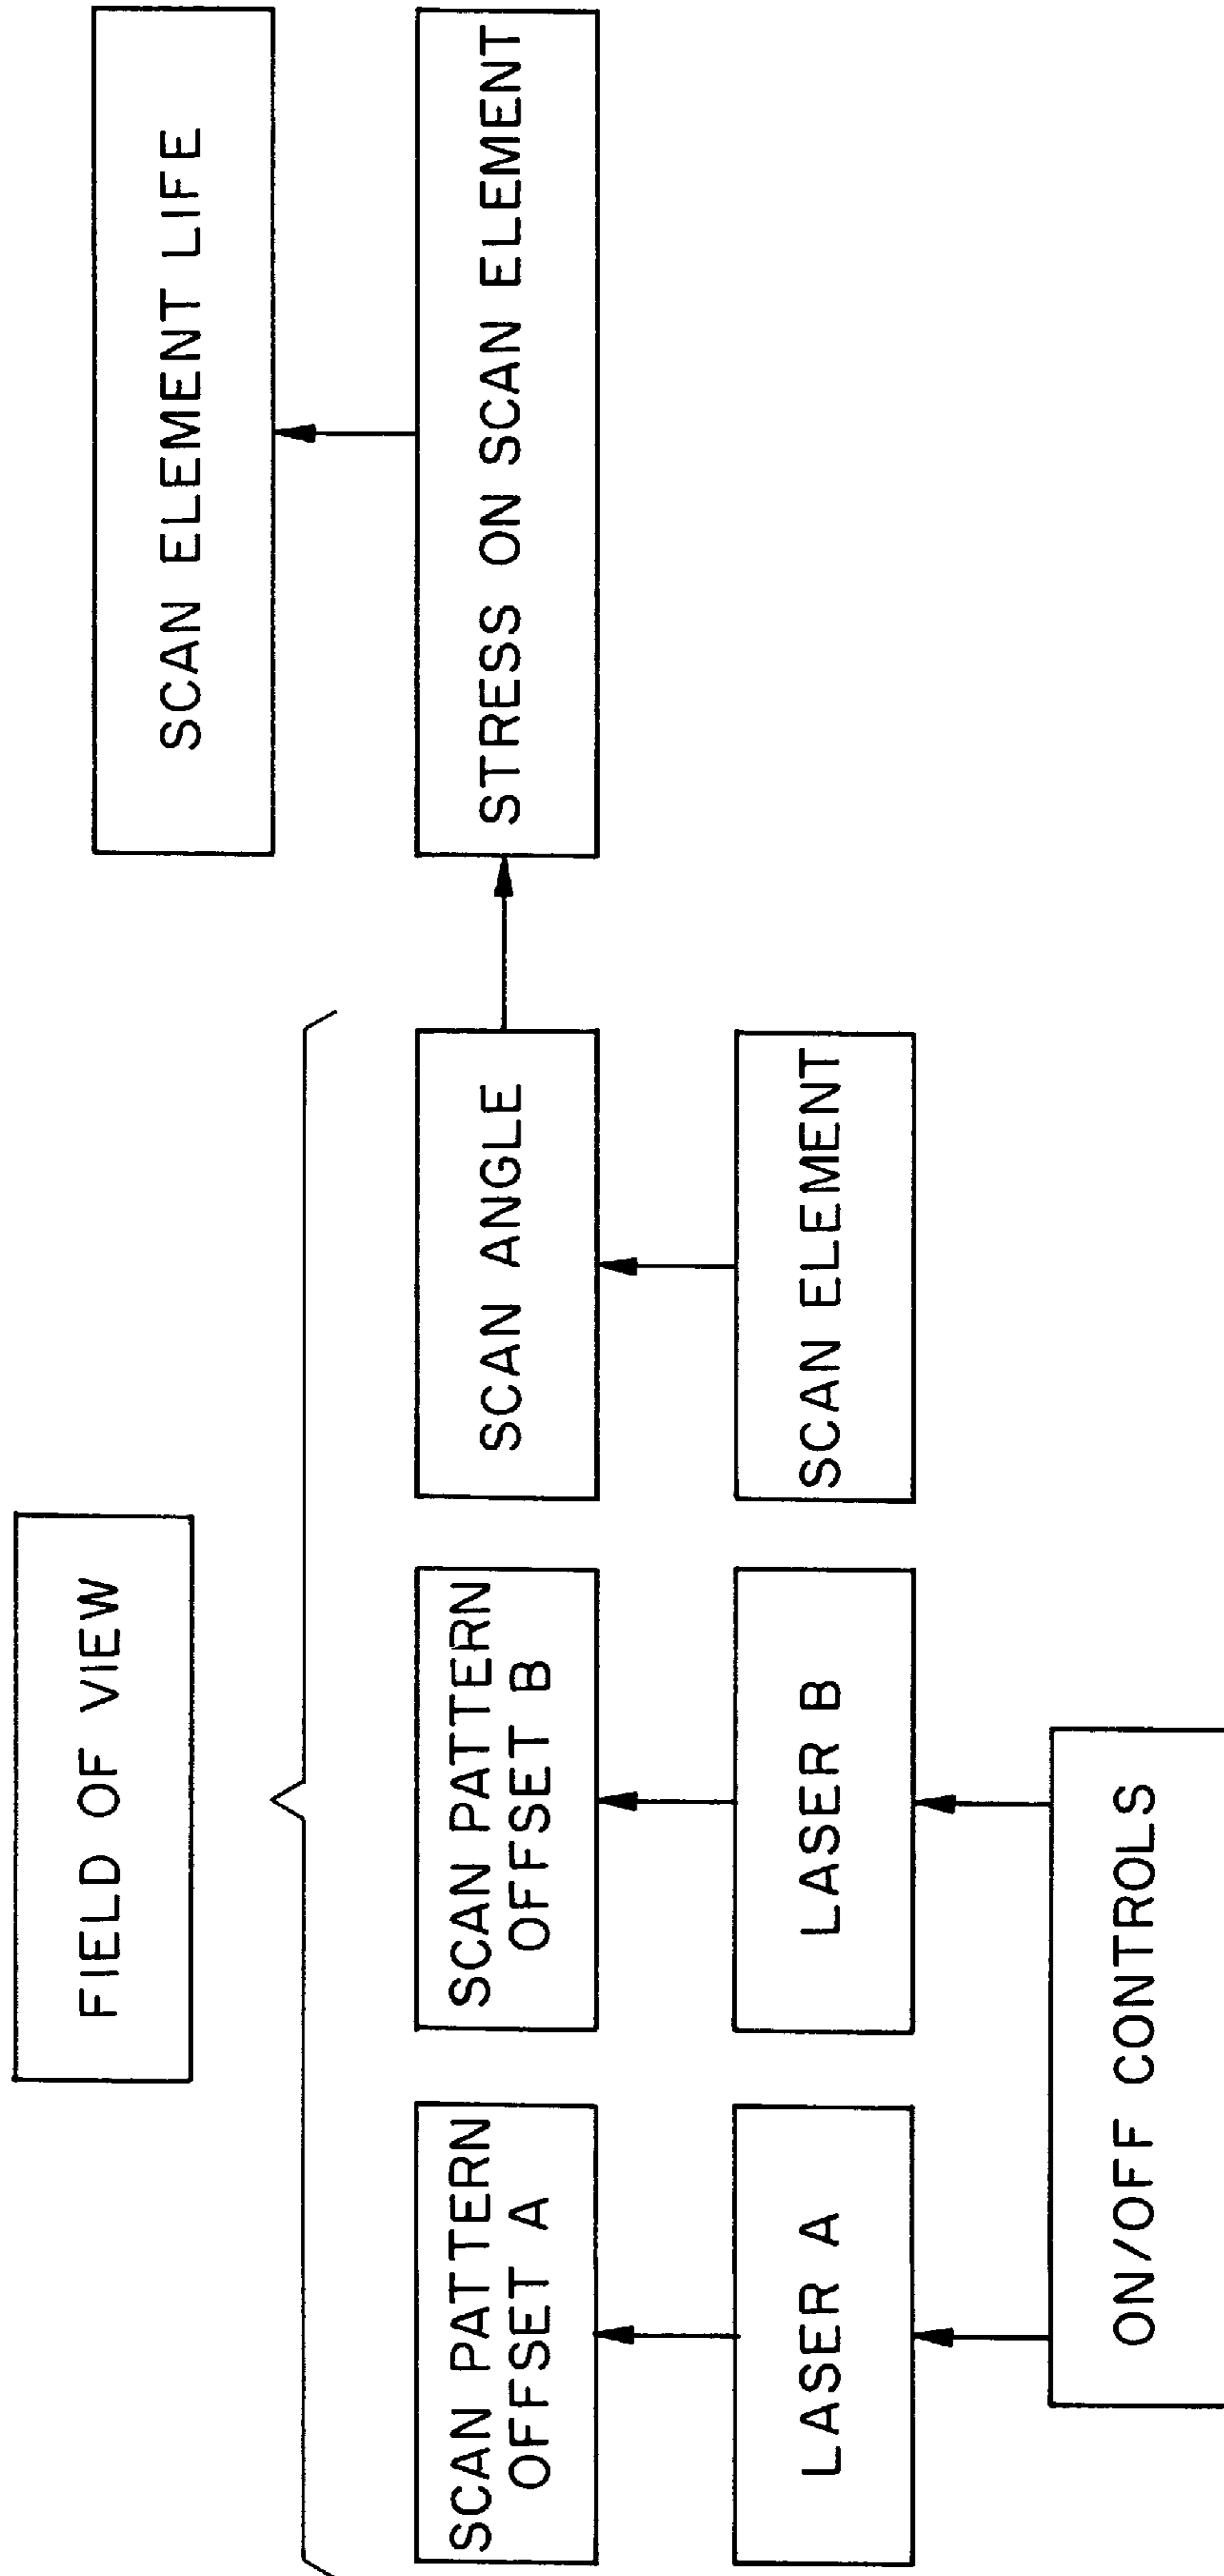 FIELD OF VIEW
SCAN ELEMENT LIFE
SCAN PATTERN
OFFSET A
SCAN PATTERN
OFFSET B
SCAN ANGLE
STRESS ON SCAN ELEMENT
LASER A
LASER B
SCAN ELEMENT
ON/OFF CONTROLS